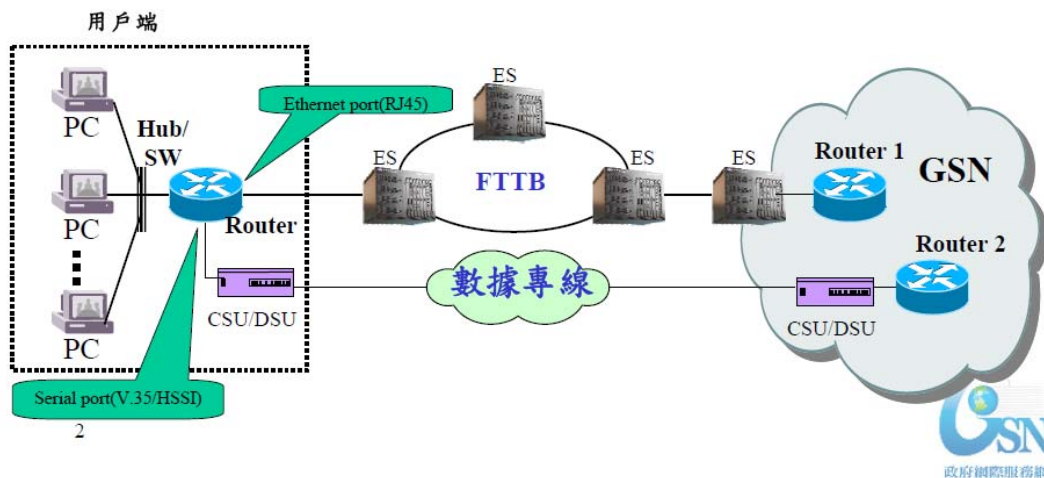 用戶端
PC
PC
PC
Hub/
SW
Ethernet port(RJ45)
Router
CSU/DSU
Serial port(V.35/HSSI)
2
ES
ES
FTTB
ES
ES
數據專線
Router 1
GSN
Router 2
CSU/DSU
GSN
政府網際服務網